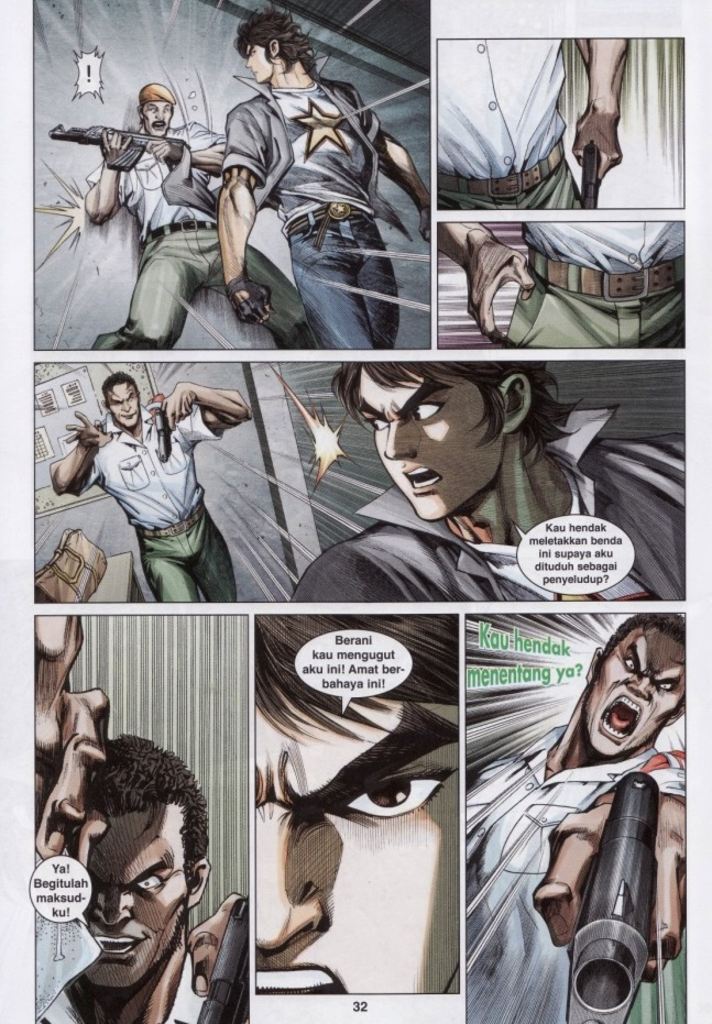 !
Kau hendak
meletakkan benda
ini supaya aku
dituduh sebagai
penyeludup?
Ya!
Begitulah
maksud-
ku!
Berani
kau mengugut
aku ini! Amat ber-
bahaya ini!
Kau hendak
menentang ya?
32